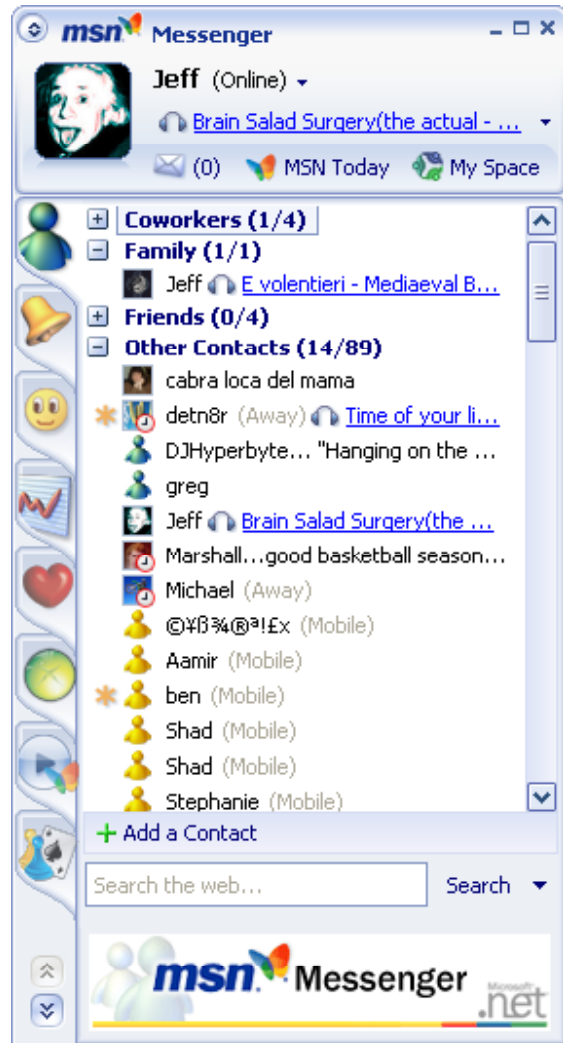 msn Messenger
Jeff (Online)
Brain Salad Surgery(the actual - ...
(0) MSN Today My Space
Coworkers (1/4)
Family (1/1)
Jeff E volentieri - Mediaeval B...
Friends (0/4)
Other Contacts (14/89)
cabra loca del mama
detn8r (Away) Time of your li...
DJHyperbyte... "Hanging on the ...
greg
Jeff Brain Salad Surgery(the ...
Marshall...good basketball season...
Michael (Away)
©¥ß¾®ª!£x (Mobile)
Aamir (Mobile)
ben (Mobile)
Shad (Mobile)
Shad (Mobile)
Stephanie (Mobile)
+ Add a Contact
Search the web... Search
msn Messenger
Microsoft
.net